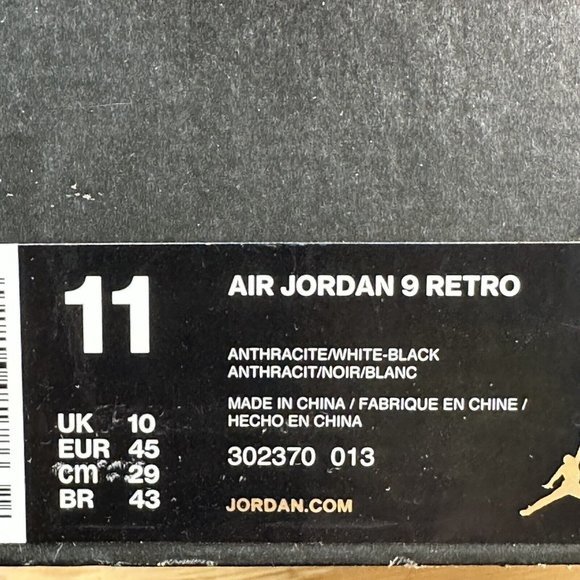 11
UK 10
EUR 45
cm 29
BR 43
AIR JORDAN 9 RETRO
ANTHRACITE/WHITE-BLACK
ANTHRACIT/NOIR/BLANC
MADE IN CHINA / FABRIQUE EN CHINE /
HECHO EN CHINA
302370 013
JORDAN.COM